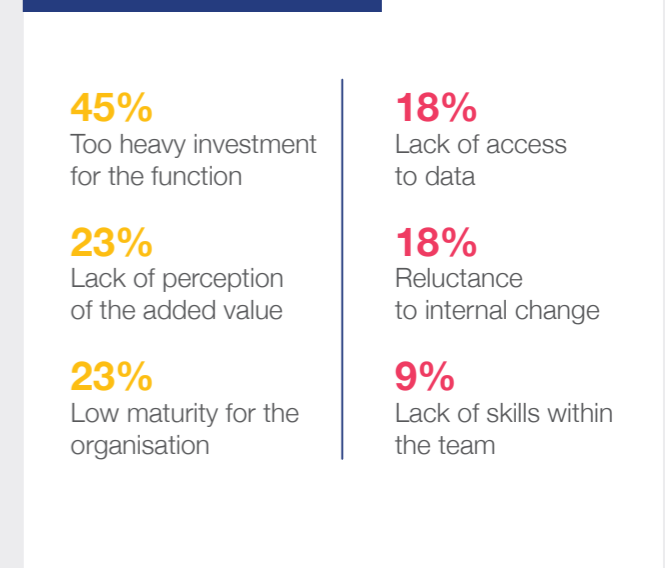 45%
Too heavy investment
for the function
23%
Lack of perception
of the added value
23%
Low maturity for the
organisation
18%
Lack of access
to data
18%
Reluctance
to internal change
9%
Lack of skills within
the team